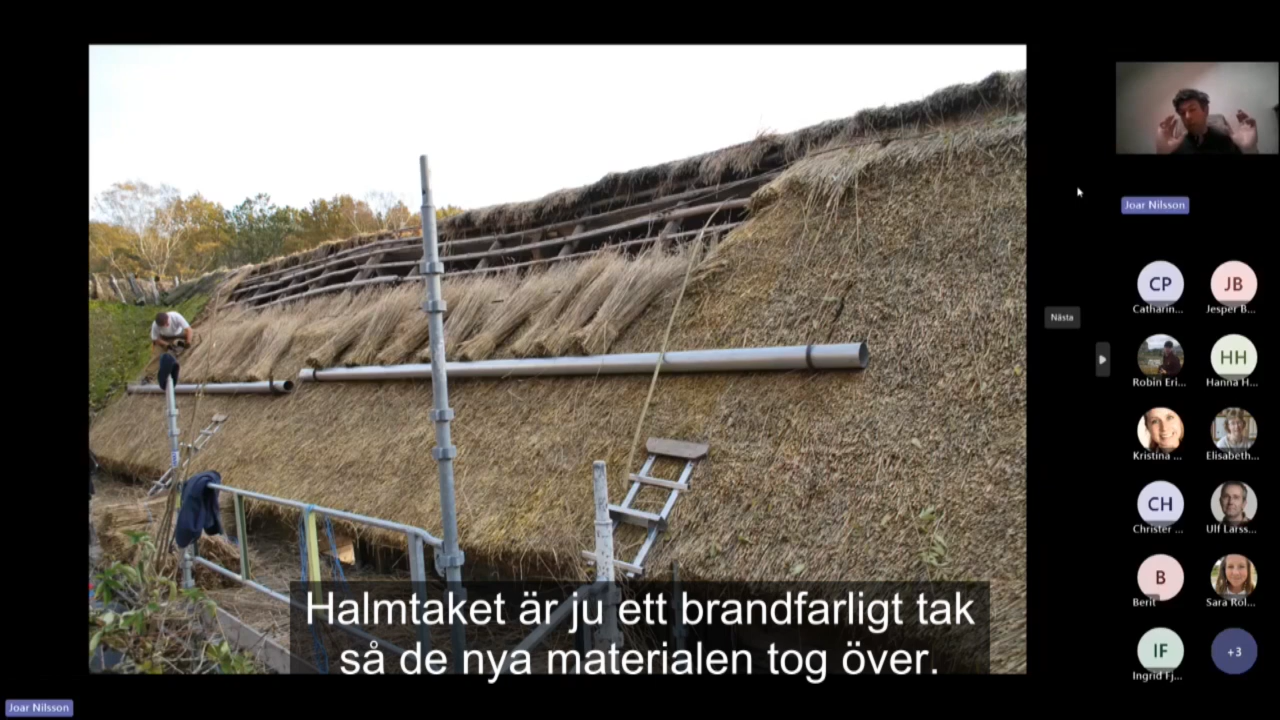 Joar Nilsson
CP
JB
Catharin...
Jesper B...
Nästa
HH
Robin Eri...
Hanna H...
Kristina ...
Elisabeth...
CH
Christer ...
Ulf Larss...
B
Berit
Sara Röl...
IF
+3
Ingrid Fj...
Halmtaket är ju ett brandfarligt tak
så de nya materialen tog över.
Joar Nilsson